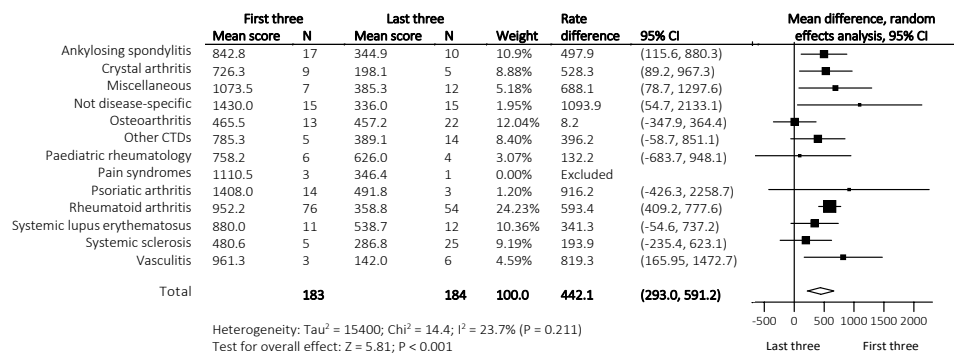 First three Last three Rate Mean difference, random
Mean score N Mean score N Weight difference 95% CI effects analysis, 95% CI
Ankylosing spondylitis 842.8 17 344.9 10 10.9% 497.9 (115.6, 880.3)
Crystal arthritis 726.3 9 198.1 5 8.88% 528.3 (89.2, 967.3)
Miscellaneous 1073.5 7 385.3 12 5.18% 688.1 (78.7, 1297.6)
Not disease-specific 1430.0 15 336.0 15 1.95% 1093.9 (54.7, 2133.1)
Osteoarthritis 465.5 13 457.2 22 12.04% 8.2 (-347.9, 364.4)
Other CTDs 785.3 5 389.1 14 8.40% 396.2 (-58.7, 851.1)
Paediatric rheumatology 758.2 6 626.0 4 3.07% 132.2 (-683.7, 948.1)
Pain syndromes 1110.5 3 346.4 1 0.00% Excluded
Psoriatic arthritis 1408.0 14 491.8 3 1.20% 916.2 (-426.3, 2258.7)
Rheumatoid arthritis 952.2 76 358.8 54 24.23% 593.4 (409.2, 777.6)
Systemic lupus erythematosus 880.0 11 538.7 12 10.36% 341.3 (-54.6, 737.2)
Systemic sclerosis 480.6 5 286.8 25 9.19% 193.9 (-235.4, 623.1)
Vasculitis 961.3 3 142.0 6 4.59% 819.3 (165.95, 1472.7)
Total 183 184 100.0 442.1 (293.0, 591.2)
-500 0 500 1000 1500 2000
Heterogeneity: Tau² = 15400; Chi² = 14.4; I² = 23.7% (P = 0.211)
Test for overall effect: Z = 5.81; P < 0.001
Last three First three